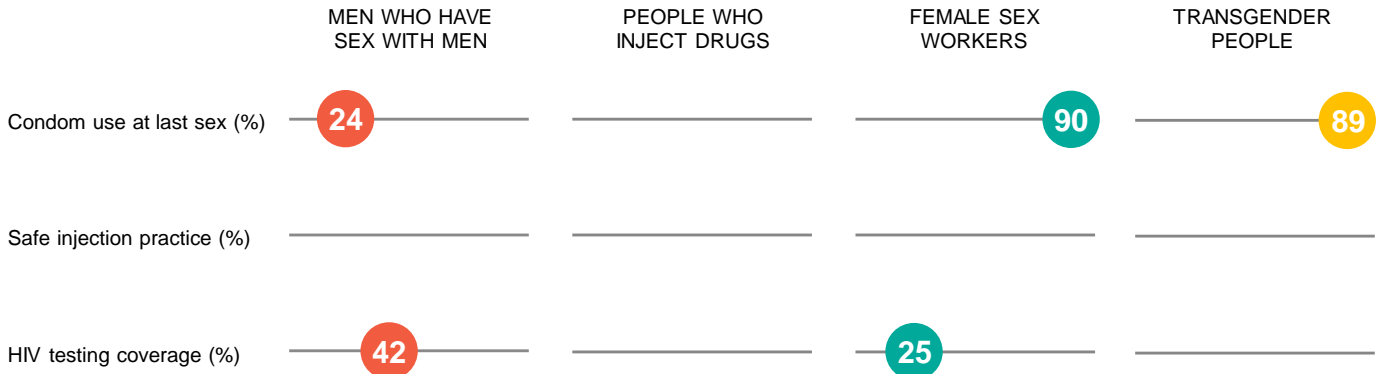 MEN WHO HAVE
SEX WITH MEN
PEOPLE WHO
INJECT DRUGS
FEMALE SEX
WORKERS
TRANSGENDER
PEOPLE
Condom use at last sex (%)
24
90
89
Safe injection practice (%)
HIV testing coverage (%)
42
25